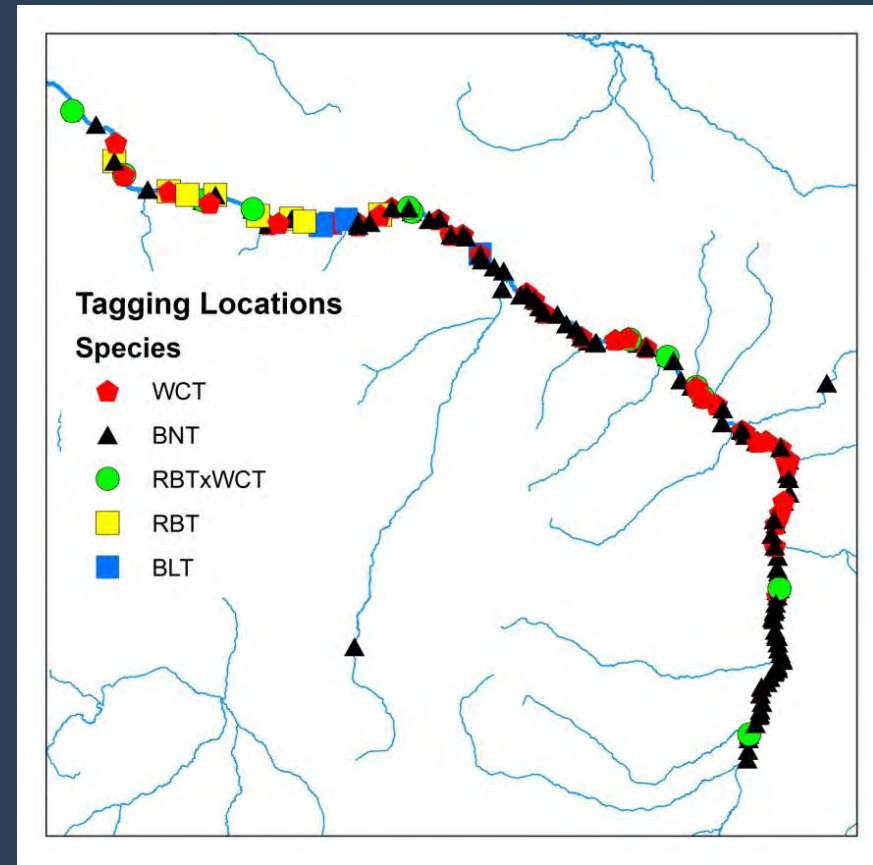 Tagging Locations
Species
WCT
BNT
RBTxWCT
RBT
BLT